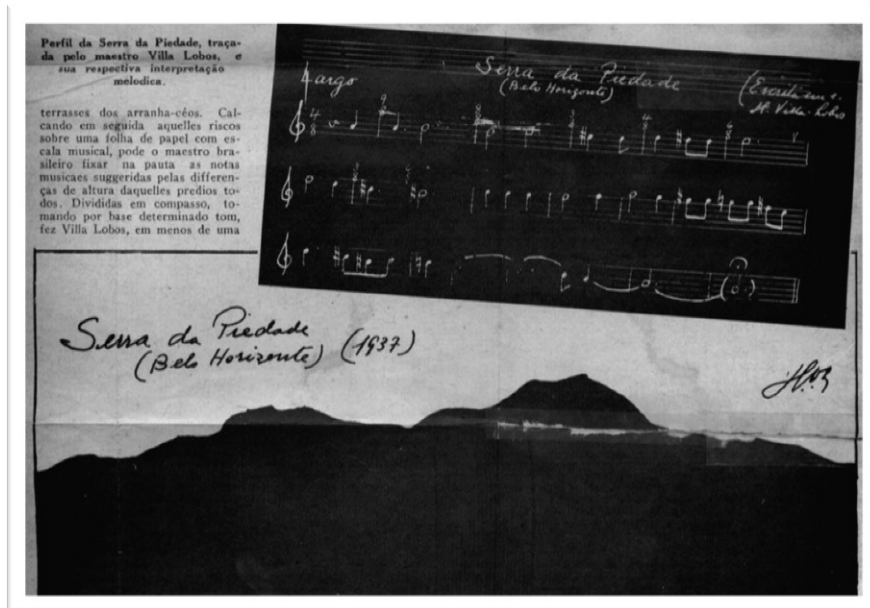 Perfil da Serra da Piedade, traça-
da pelo maestro Villa Lobos, e
sua respectiva interpretação
melodica.
terrasses dos arranha-céos. Cal-
cando em seguida aquelles riscos
sobre uma folha de papel com es-
cala musical, pode o maestro bra-
sileiro fixar na pauta as notas
musicaes suggeridas pelas differen-
ças de altura daquelles predios to-
dos. Divididas em compasso, to-
mando por base determinado tom,
fez Villa Lobos, em menos de uma
Largo
Serra da Piedade
(Belo Horizonte)
H. Villa-Lobos
Serra da Piedade
(Belo Horizonte) (1937)